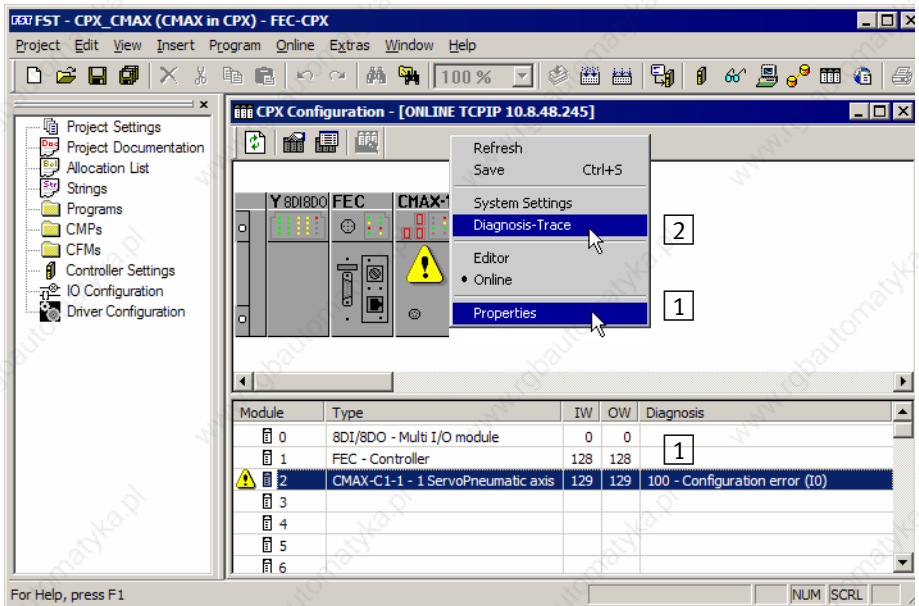 FST - CPX_CMAX (CMAX in CPX) - FEC-CPX
Project Edit View Insert Program Online Extras Window Help
100 %
Project Settings
Project Documentation
Allocation List
Strings
Programs
CMPs
CFMs
Controller Settings
IO Configuration
Driver Configuration
CPX Configuration - [ONLINE TCPIP 10.8.48.245]
Y 8DI8DO FEC CMAX-1
Refresh
Save Ctrl+S
System Settings
Diagnosis-Trace
2
Editor
Online
Properties
1
Module Type IW OW Diagnosis
0 8DI/8DO - Multi I/O module 0 0
1
1 FEC - Controller 128 128
2 CMAX-C1-1 - 1 ServoPneumatic axis 129 129 100 - Configuration error (I0)
3
4
5
6
For Help, press F1
NUM SCRL
www.rgbautomatyka.pl